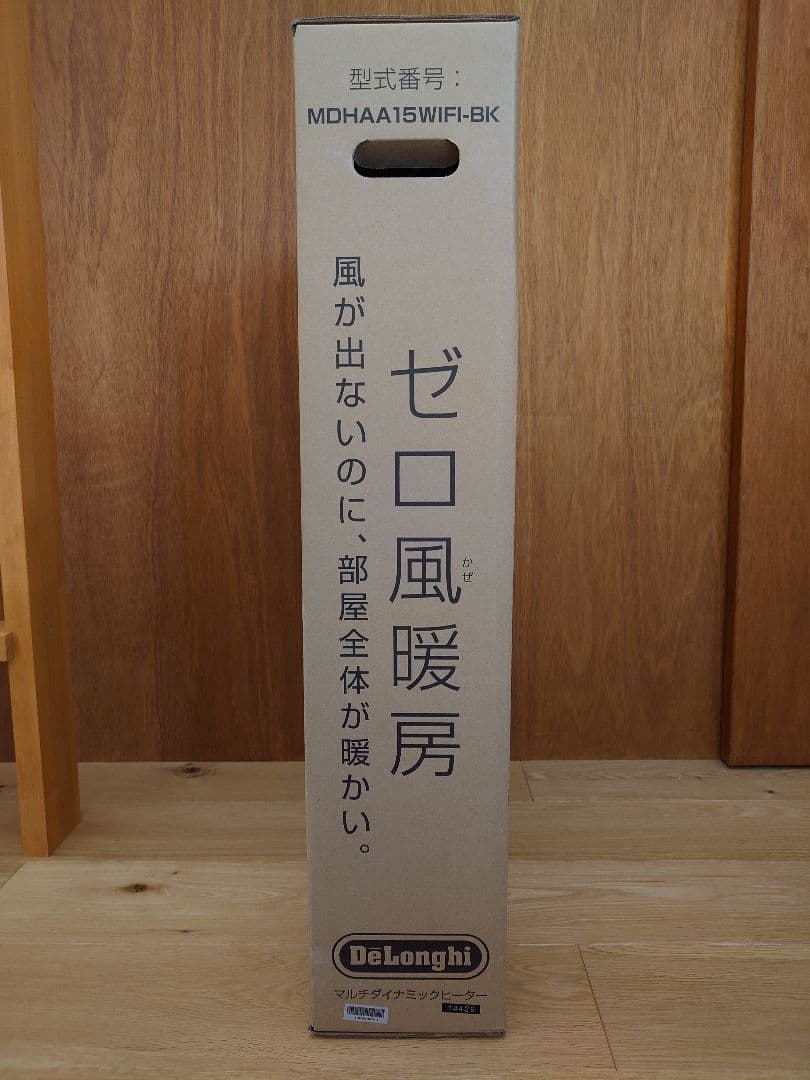 型式番号：
MDHAA15WIFI-BK
ゼロ風暖房
かぜ
風が出ないのに、部屋全体が暖かい。
DēLonghi
マルチダイナミックヒーター
14429